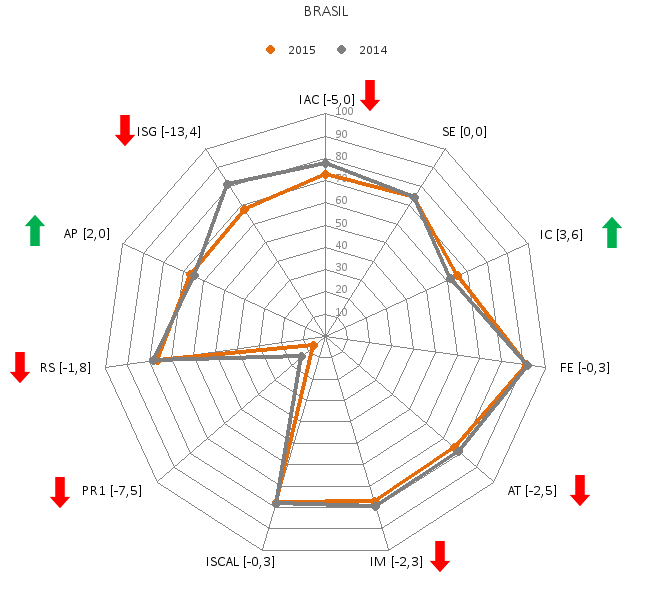 BRASIL
2015 2014
IAC [-5,0]
100
ISG [-13,4]
SE [0,0]
90
80
70
60
50
40
30
20
10
AP [2,0]
IC [3,6]
RS [-1,8]
FE [-0,3]
PR1 [-7,5]
AT [-2,5]
ISCAL [-0,3]
IM [-2,3]